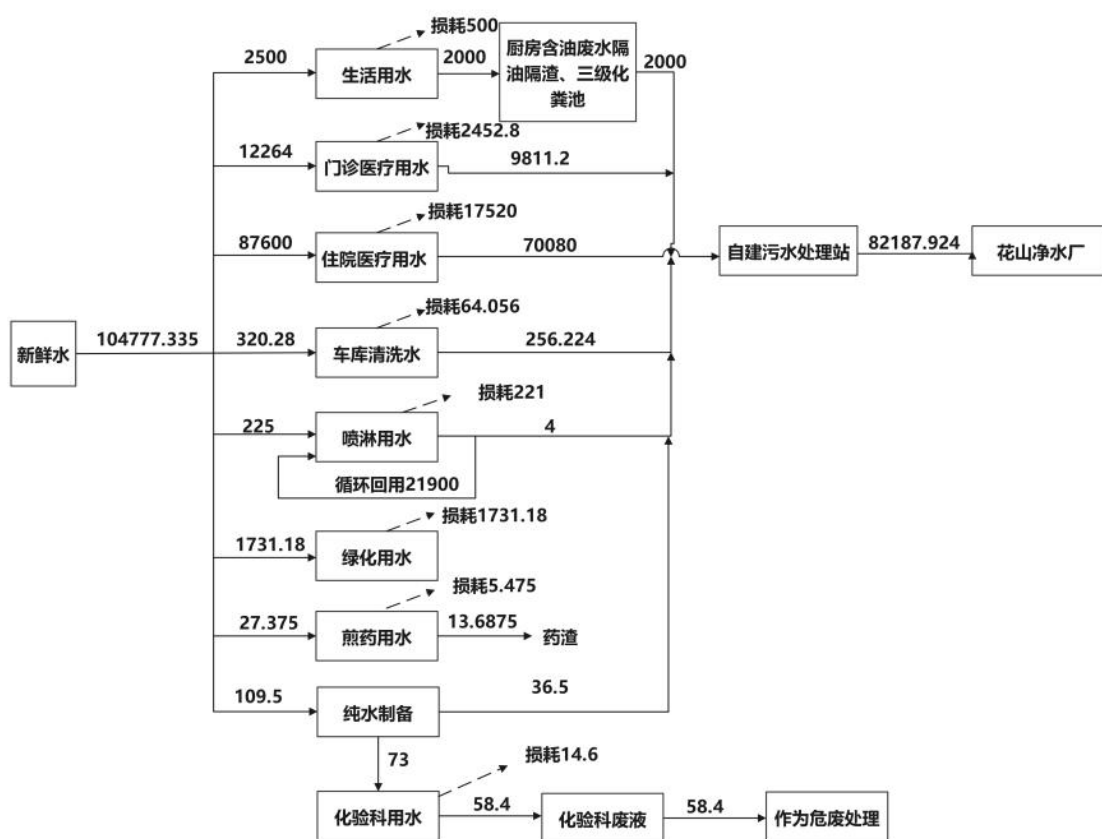 损耗500
2500
生活用水
2000
厨房含油废水隔
油隔渣、三级化
粪池
2000
损耗2452.8
12264
门诊医疗用水
9811.2
损耗17520
87600
住院医疗用水
70080
自建污水处理站
82187.924
花山净水厂
新鲜水
104777.335
损耗64.056
320.28
车库清洗水
256.224
损耗221
225
喷淋用水
4
循环回用21900
损耗1731.18
1731.18
绿化用水
损耗5.475
27.375
煎药用水
13.6875
药渣
109.5
纯水制备
36.5
73
损耗14.6
化验科用水
58.4
化验科废液
58.4
作为危废处理